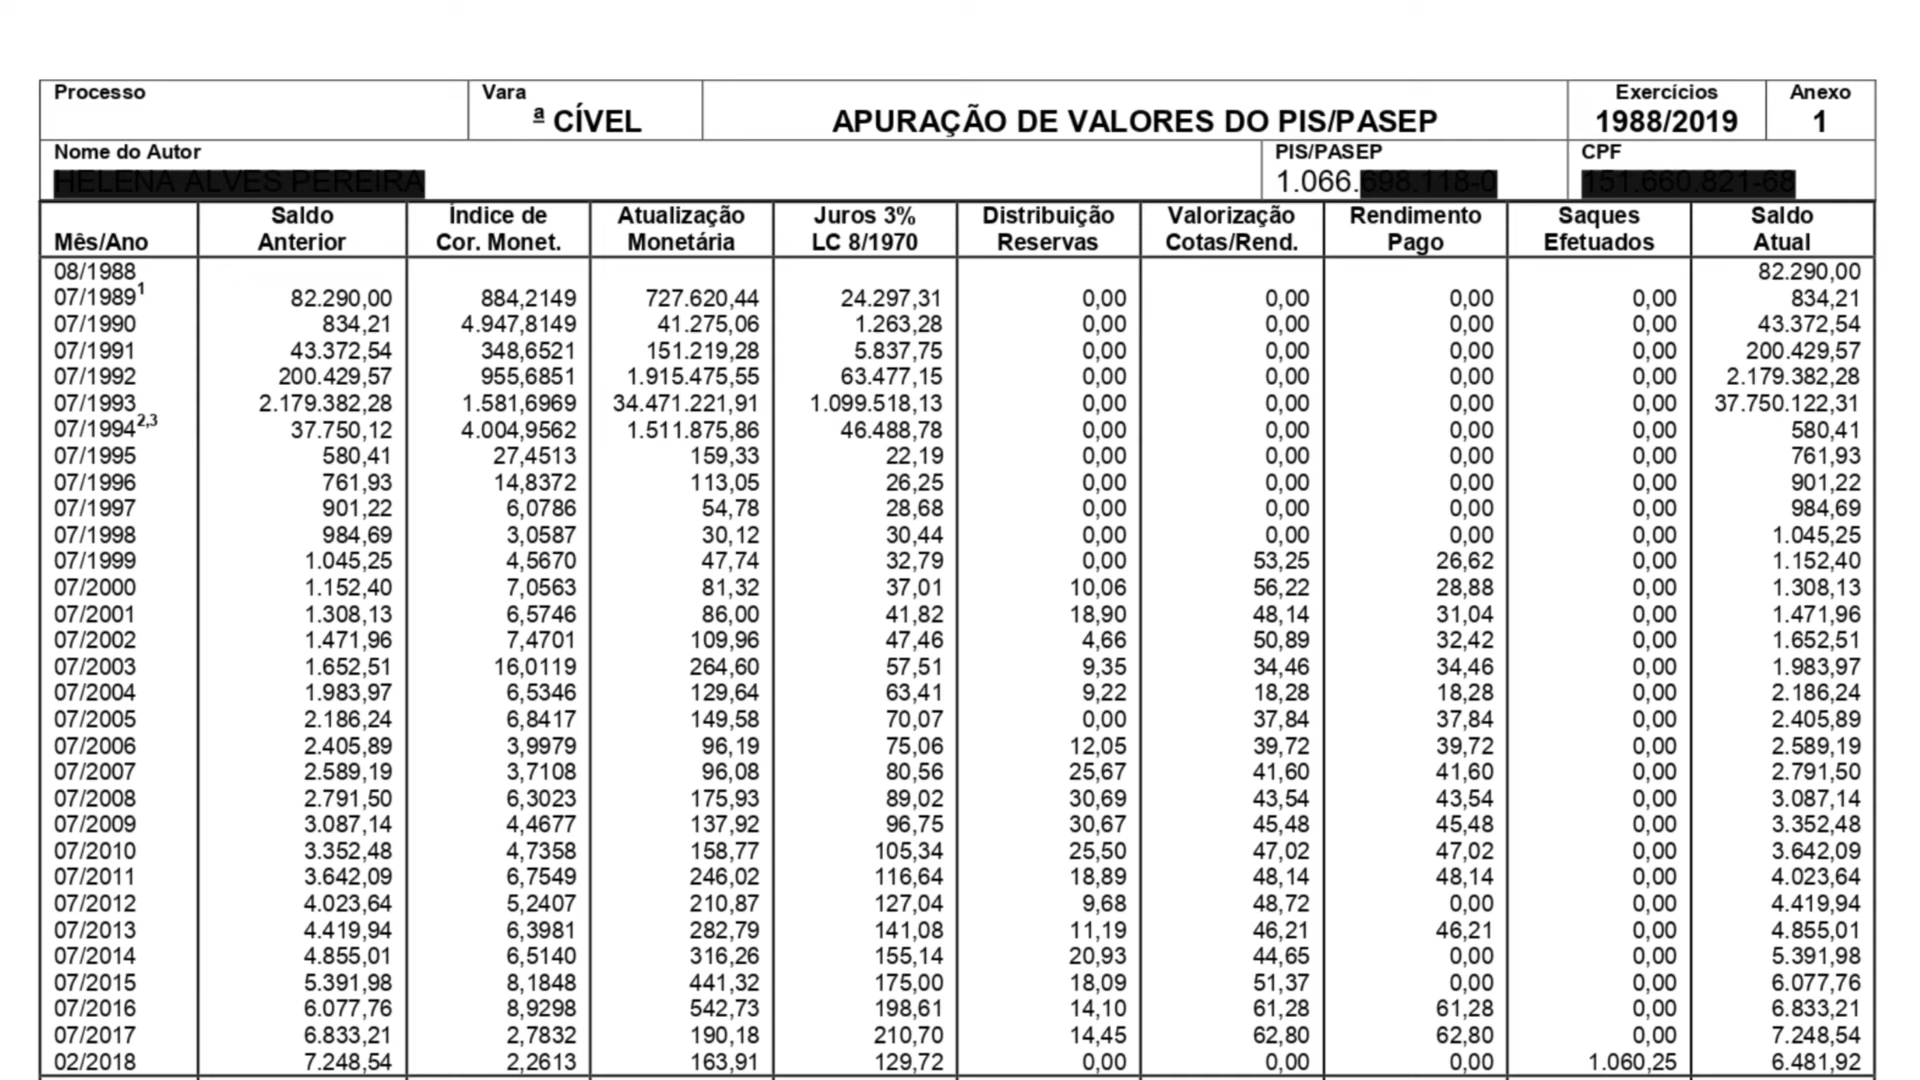 Processo
Vara
ª CÍVEL
APURAÇÃO DE VALORES DO PIS/PASEP
Exercícios
1988/2019
Anexo
1
Nome do Autor
PIS/PASEP
1.066.
CPF
Mês/Ano Saldo Anterior Índice de Cor. Monet. Atualização Monetária Juros 3% LC 8/1970 Distribuição Reservas Valorização Cotas/Rend. Rendimento Pago Saques Efetuados Saldo Atual
08/1988 82.290,00
07/1989¹ 82.290,00 884,2149 727.620,44 24.297,31 0,00 0,00 0,00 0,00 834,21
07/1990 834,21 4.947,8149 41.275,06 1.263,28 0,00 0,00 0,00 0,00 43.372,54
07/1991 43.372,54 348,6521 151.219,28 5.837,75 0,00 0,00 0,00 0,00 200.429,57
07/1992 200.429,57 955,6851 1.915.475,55 63.477,15 0,00 0,00 0,00 0,00 2.179.382,28
07/1993 2.179.382,28 1.581,6969 34.471.221,91 1.099.518,13 0,00 0,00 0,00 0,00 37.750.122,31
07/1994²,³ 37.750,12 4.004,9562 1.511.875,86 46.488,78 0,00 0,00 0,00 0,00 580,41
07/1995 580,41 27,4513 159,33 22,19 0,00 0,00 0,00 0,00 761,93
07/1996 761,93 14,8372 113,05 26,25 0,00 0,00 0,00 0,00 901,22
07/1997 901,22 6,0786 54,78 28,68 0,00 0,00 0,00 0,00 984,69
07/1998 984,69 3,0587 30,12 30,44 0,00 0,00 0,00 0,00 1.045,25
07/1999 1.045,25 4,5670 47,74 32,79 0,00 53,25 26,62 0,00 1.152,40
07/2000 1.152,40 7,0563 81,32 37,01 10,06 56,22 28,88 0,00 1.308,13
07/2001 1.308,13 6,5746 86,00 41,82 18,90 48,14 31,04 0,00 1.471,96
07/2002 1.471,96 7,4701 109,96 47,46 4,66 50,89 32,42 0,00 1.652,51
07/2003 1.652,51 16,0119 264,60 57,51 9,35 34,46 34,46 0,00 1.983,97
07/2004 1.983,97 6,5346 129,64 63,41 9,22 18,28 18,28 0,00 2.186,24
07/2005 2.186,24 6,8417 149,58 70,07 0,00 37,84 37,84 0,00 2.405,89
07/2006 2.405,89 3,9979 96,19 75,06 12,05 39,72 39,72 0,00 2.589,19
07/2007 2.589,19 3,7108 96,08 80,56 25,67 41,60 41,60 0,00 2.791,50
07/2008 2.791,50 6,3023 175,93 89,02 30,69 43,54 43,54 0,00 3.087,14
07/2009 3.087,14 4,4677 137,92 96,75 30,67 45,48 45,48 0,00 3.352,48
07/2010 3.352,48 4,7358 158,77 105,34 25,50 47,02 47,02 0,00 3.642,09
07/2011 3.642,09 6,7549 246,02 116,64 18,89 48,14 48,14 0,00 4.023,64
07/2012 4.023,64 5,2407 210,87 127,04 9,68 48,72 0,00 0,00 4.419,94
07/2013 4.419,94 6,3981 282,79 141,08 11,19 46,21 46,21 0,00 4.855,01
07/2014 4.855,01 6,5140 316,26 155,14 20,93 44,65 0,00 0,00 5.391,98
07/2015 5.391,98 8,1848 441,32 175,00 18,09 51,37 0,00 0,00 6.077,76
07/2016 6.077,76 8,9298 542,73 198,61 14,10 61,28 61,28 0,00 6.833,21
07/2017 6.833,21 2,7832 190,18 210,70 14,45 62,80 62,80 0,00 7.248,54
02/2018 7.248,54 2,2613 163,91 129,72 0,00 0,00 0,00 1.060,25 6.481,92